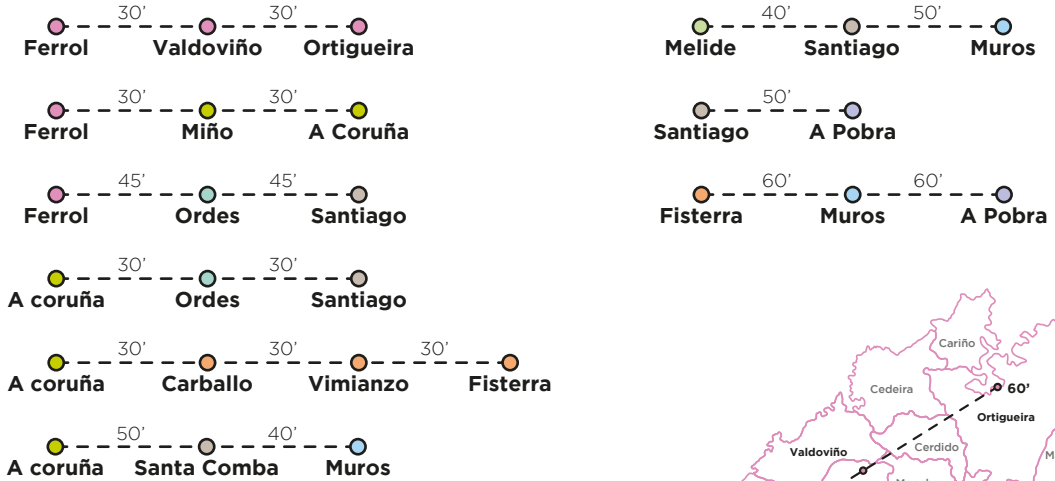 30’ 30’
Ferrol Valdoviño Ortigueira
30’ 30’
Ferrol Miño A Coruña
45’ 45’
Ferrol Ordes Santiago
30’ 30’
A coruña Ordes Santiago
30’ 30’ 30’
A coruña Carballo Vimianzo Fisterra
50’ 40’
A coruña Santa Comba Muros
40’ 50’
Melide Santiago Muros
50’
Santiago A Pobra
60’ 60’
Fisterra Muros A Pobra
Cariño
Cedeira
60’
Ortigueira
Valdoviño
Cerdido
M